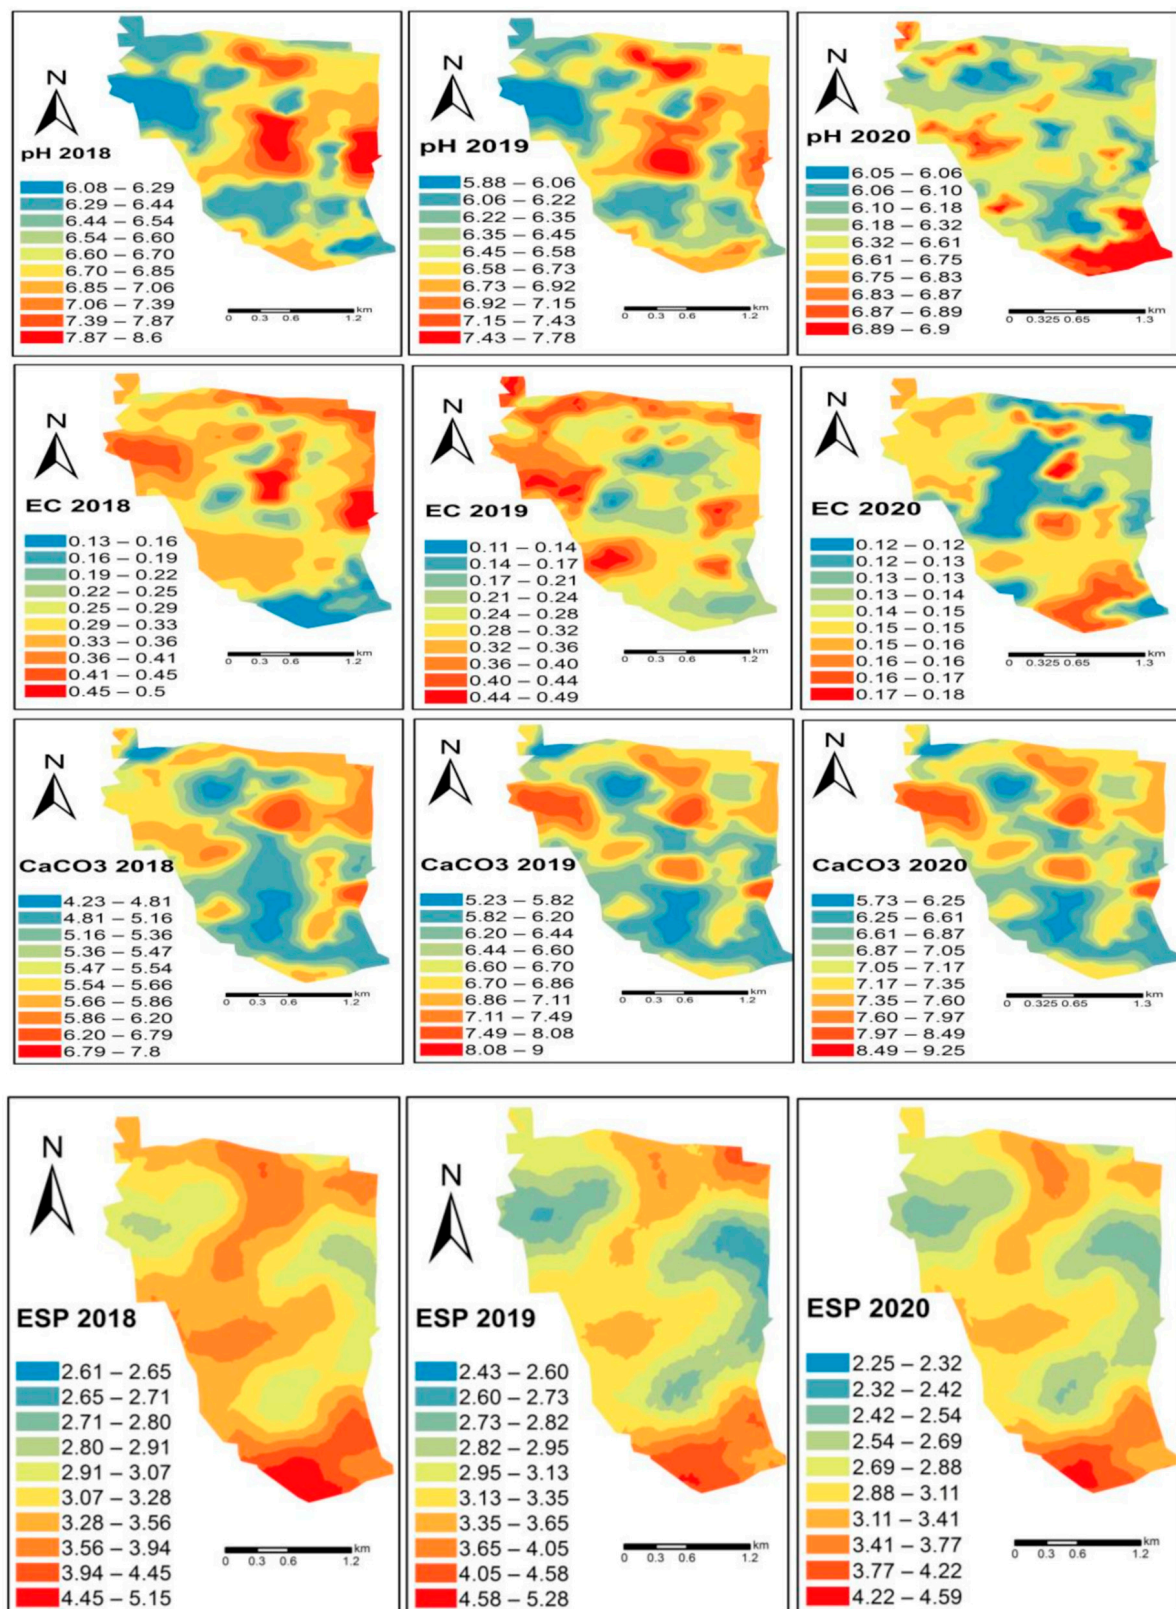 N
pH 2018
6.08 – 6.29
6.29 – 6.44
6.44 – 6.54
6.54 – 6.60
6.60 – 6.70
6.70 – 6.85
6.85 – 7.06
7.06 – 7.39
7.39 – 7.87
7.87 – 8.6
km
0 0.3 0.6 1.2
N
pH 2019
5.88 – 6.06
6.06 – 6.22
6.22 – 6.35
6.35 – 6.45
6.45 – 6.58
6.58 – 6.73
6.73 – 6.92
6.92 – 7.15
7.15 – 7.43
7.43 – 7.78
km
0 0.3 0.6 1.2
N
pH 2020
6.05 – 6.06
6.06 – 6.10
6.10 – 6.18
6.18 – 6.32
6.32 – 6.61
6.61 – 6.75
6.75 – 6.83
6.83 – 6.87
6.87 – 6.89
6.89 – 6.9
km
0 0.325 0.65 1.3
N
EC 2018
0.13 – 0.16
0.16 – 0.19
0.19 – 0.22
0.22 – 0.25
0.25 – 0.29
0.29 – 0.33
0.33 – 0.36
0.36 – 0.41
0.41 – 0.45
0.45 – 0.5
km
0 0.3 0.6 1.2
N
EC 2019
0.11 – 0.14
0.14 – 0.17
0.17 – 0.21
0.21 – 0.24
0.24 – 0.28
0.28 – 0.32
0.32 – 0.36
0.36 – 0.40
0.40 – 0.44
0.44 – 0.49
km
0 0.3 0.6 1.2
N
EC 2020
0.12 – 0.12
0.12 – 0.13
0.13 – 0.13
0.13 – 0.14
0.14 – 0.15
0.15 – 0.15
0.15 – 0.16
0.16 – 0.16
0.16 – 0.17
0.17 – 0.18
km
0 0.325 0.65 1.3
N
CaCO3 2018
4.23 – 4.81
4.81 – 5.16
5.16 – 5.36
5.36 – 5.47
5.47 – 5.54
5.54 – 5.66
5.66 – 5.86
5.86 – 6.20
6.20 – 6.79
6.79 – 7.8
km
0 0.3 0.6 1.2
N
CaCO3 2019
5.23 – 5.82
5.82 – 6.20
6.20 – 6.44
6.44 – 6.60
6.60 – 6.70
6.70 – 6.86
6.86 – 7.11
7.11 – 7.49
7.49 – 8.08
8.08 – 9
km
0 0.3 0.6 1.2
N
CaCO3 2020
5.73 – 6.25
6.25 – 6.61
6.61 – 6.87
6.87 – 7.05
7.05 – 7.17
7.17 – 7.35
7.35 – 7.60
7.60 – 7.97
7.97 – 8.49
8.49 – 9.25
km
0 0.325 0.65 1.3
N
ESP 2018
2.61 – 2.65
2.65 – 2.71
2.71 – 2.80
2.80 – 2.91
2.91 – 3.07
3.07 – 3.28
3.28 – 3.56
3.56 – 3.94
3.94 – 4.45
4.45 – 5.15
km
0 0.3 0.6 1.2
N
ESP 2019
2.43 – 2.60
2.60 – 2.73
2.73 – 2.82
2.82 – 2.95
2.95 – 3.13
3.13 – 3.35
3.35 – 3.65
3.65 – 4.05
4.05 – 4.58
4.58 – 5.28
km
0 0.3 0.6 1.2
N
ESP 2020
2.25 – 2.32
2.32 – 2.42
2.42 – 2.54
2.54 – 2.69
2.69 – 2.88
2.88 – 3.11
3.11 – 3.41
3.41 – 3.77
3.77 – 4.22
4.22 – 4.59
km
0 0.3 0.6 1.2